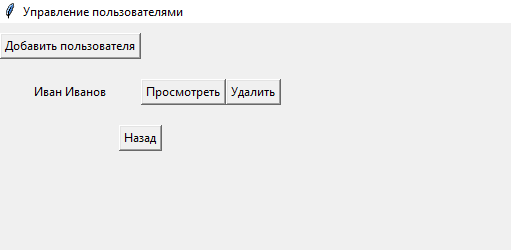 Управление пользователями
Добавить пользователя
Иван Иванов Просмотреть Удалить
Назад